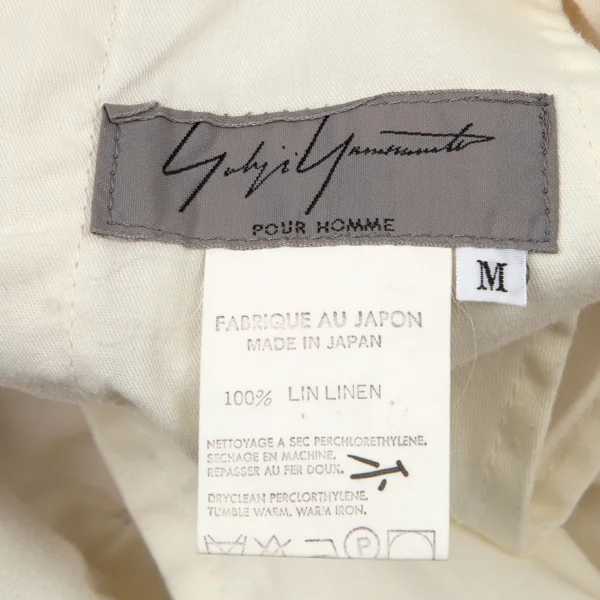 Yohji Yamamoto
POUR HOMME
M
FABRIQUE AU JAPON
MADE IN JAPAN
100% LIN LINEN
NETTOYAGE A SEC PERCHLORETHYLENE.
SECHAGE EN MACHINE.
REPASSER AU FER DOUX.
DRYCLEAN PERCLORTHYLENE.
TUMBLE WARM. WARM IRON.
P